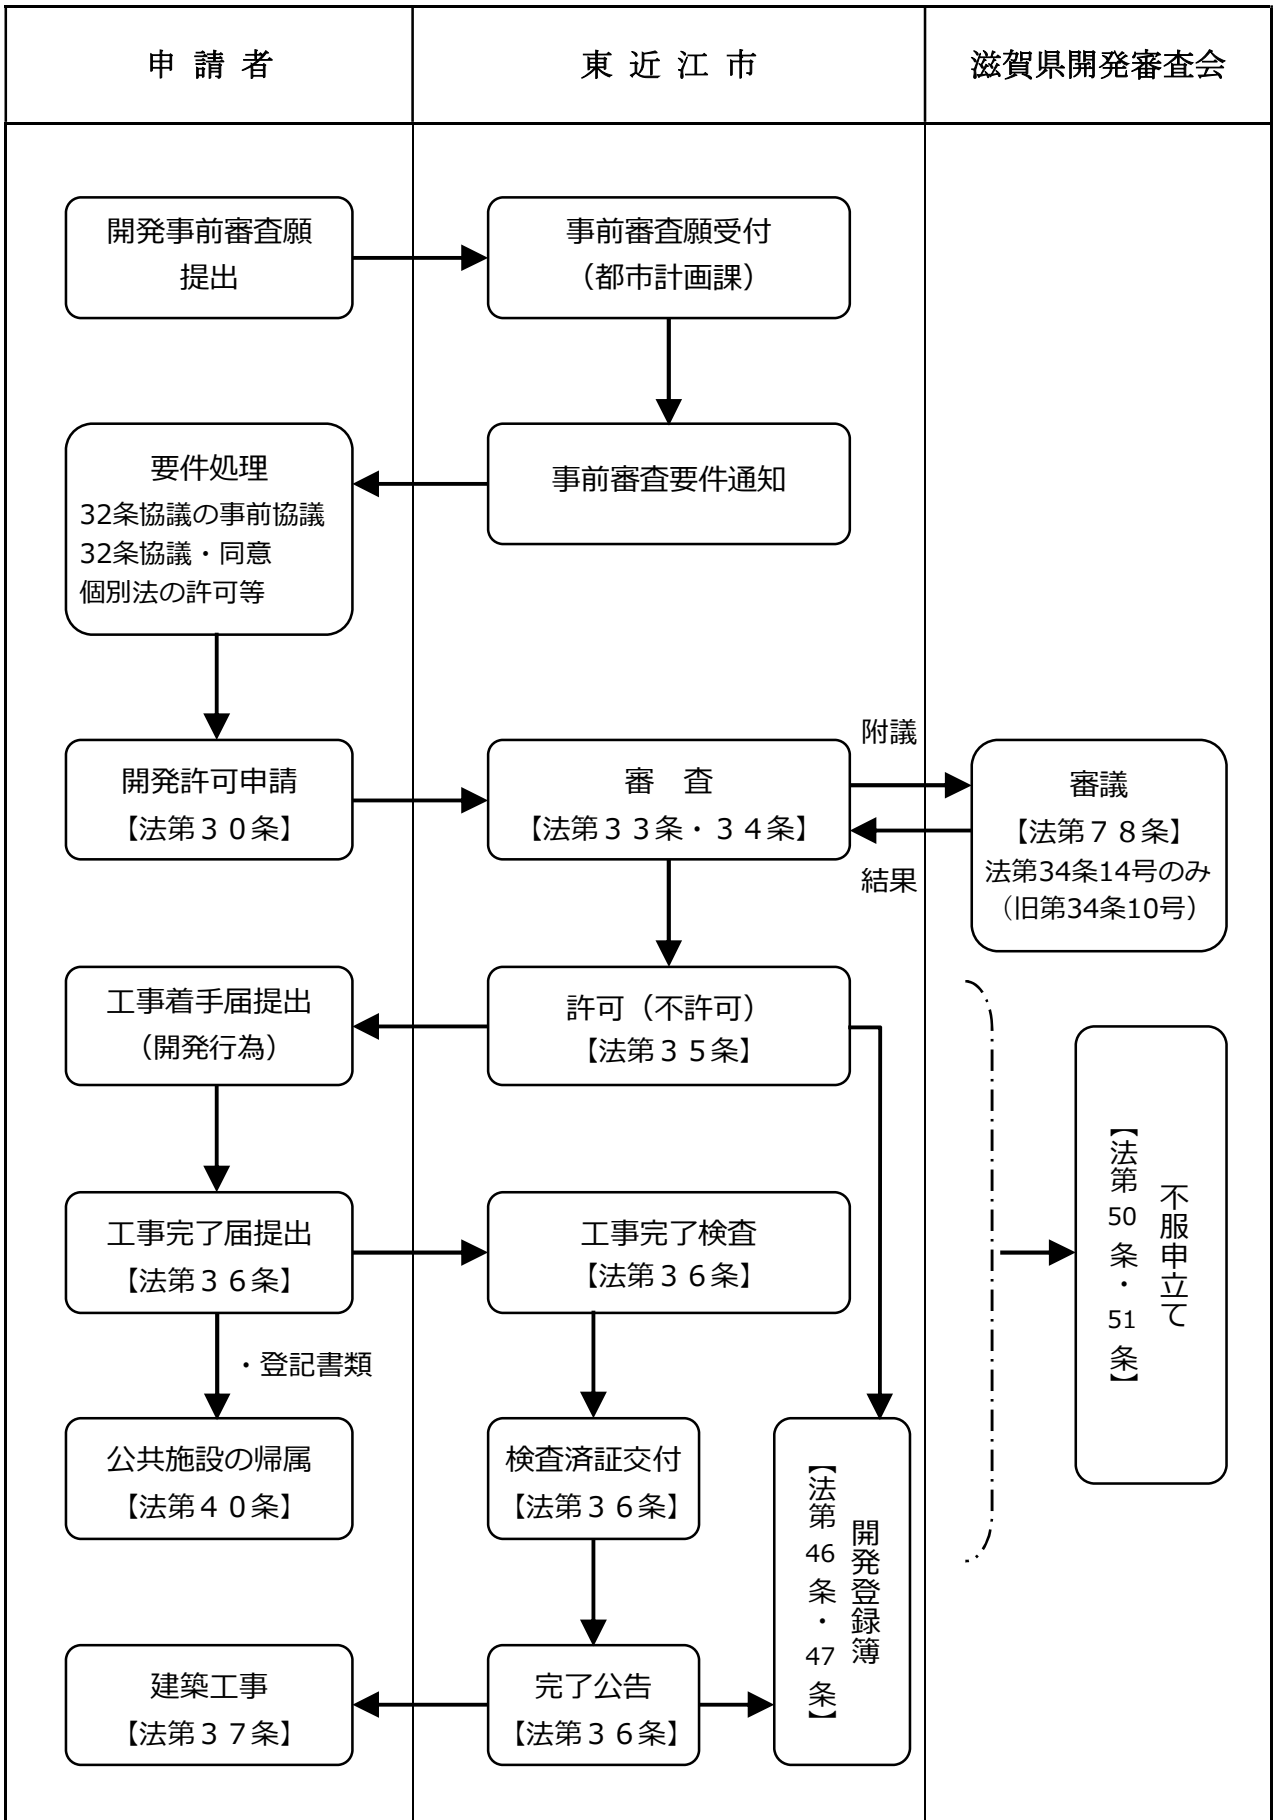 申請者
東近江市
滋賀県開発審査会
開発事前審査願
提出
事前審査願受付
（都市計画課）
要件処理
32条協議の事前協議
32条協議・同意
個別法の許可等
事前審査要件通知
開発許可申請
【法第３０条】
審　査
【法第３３条・３４条】
附議
結果
審議
【法第７８条】
法第34条14号のみ
（旧第34条10号）
工事着手届提出
（開発行為）
許可（不許可）
【法第３５条】
不服申立て
【法第50条・51条】
工事完了届提出
【法第３６条】
工事完了検査
【法第３６条】
・登記書類
公共施設の帰属
【法第４０条】
検査済証交付
【法第３６条】
開発登録簿
【法第46条・47条】
建築工事
【法第３７条】
完了公告
【法第３６条】